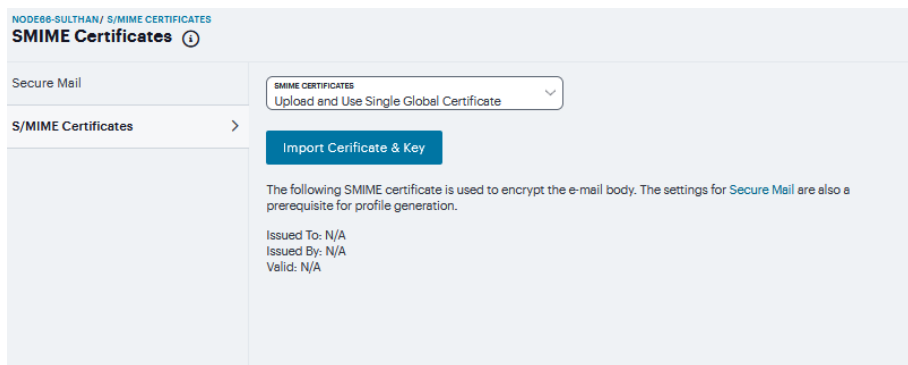 NODE66-SULTHAN/ S/MIME CERTIFICATES
SMIME Certificates
Secure Mail
S/MIME Certificates
SMIME CERTIFICATES
Upload and Use Single Global Certificate
Import Cerificate & Key
The following SMIME certificate is used to encrypt the e-mail body. The settings for Secure Mail are also a
prerequisite for profile generation.
Issued To: N/A
Issued By: N/A
Valid: N/A